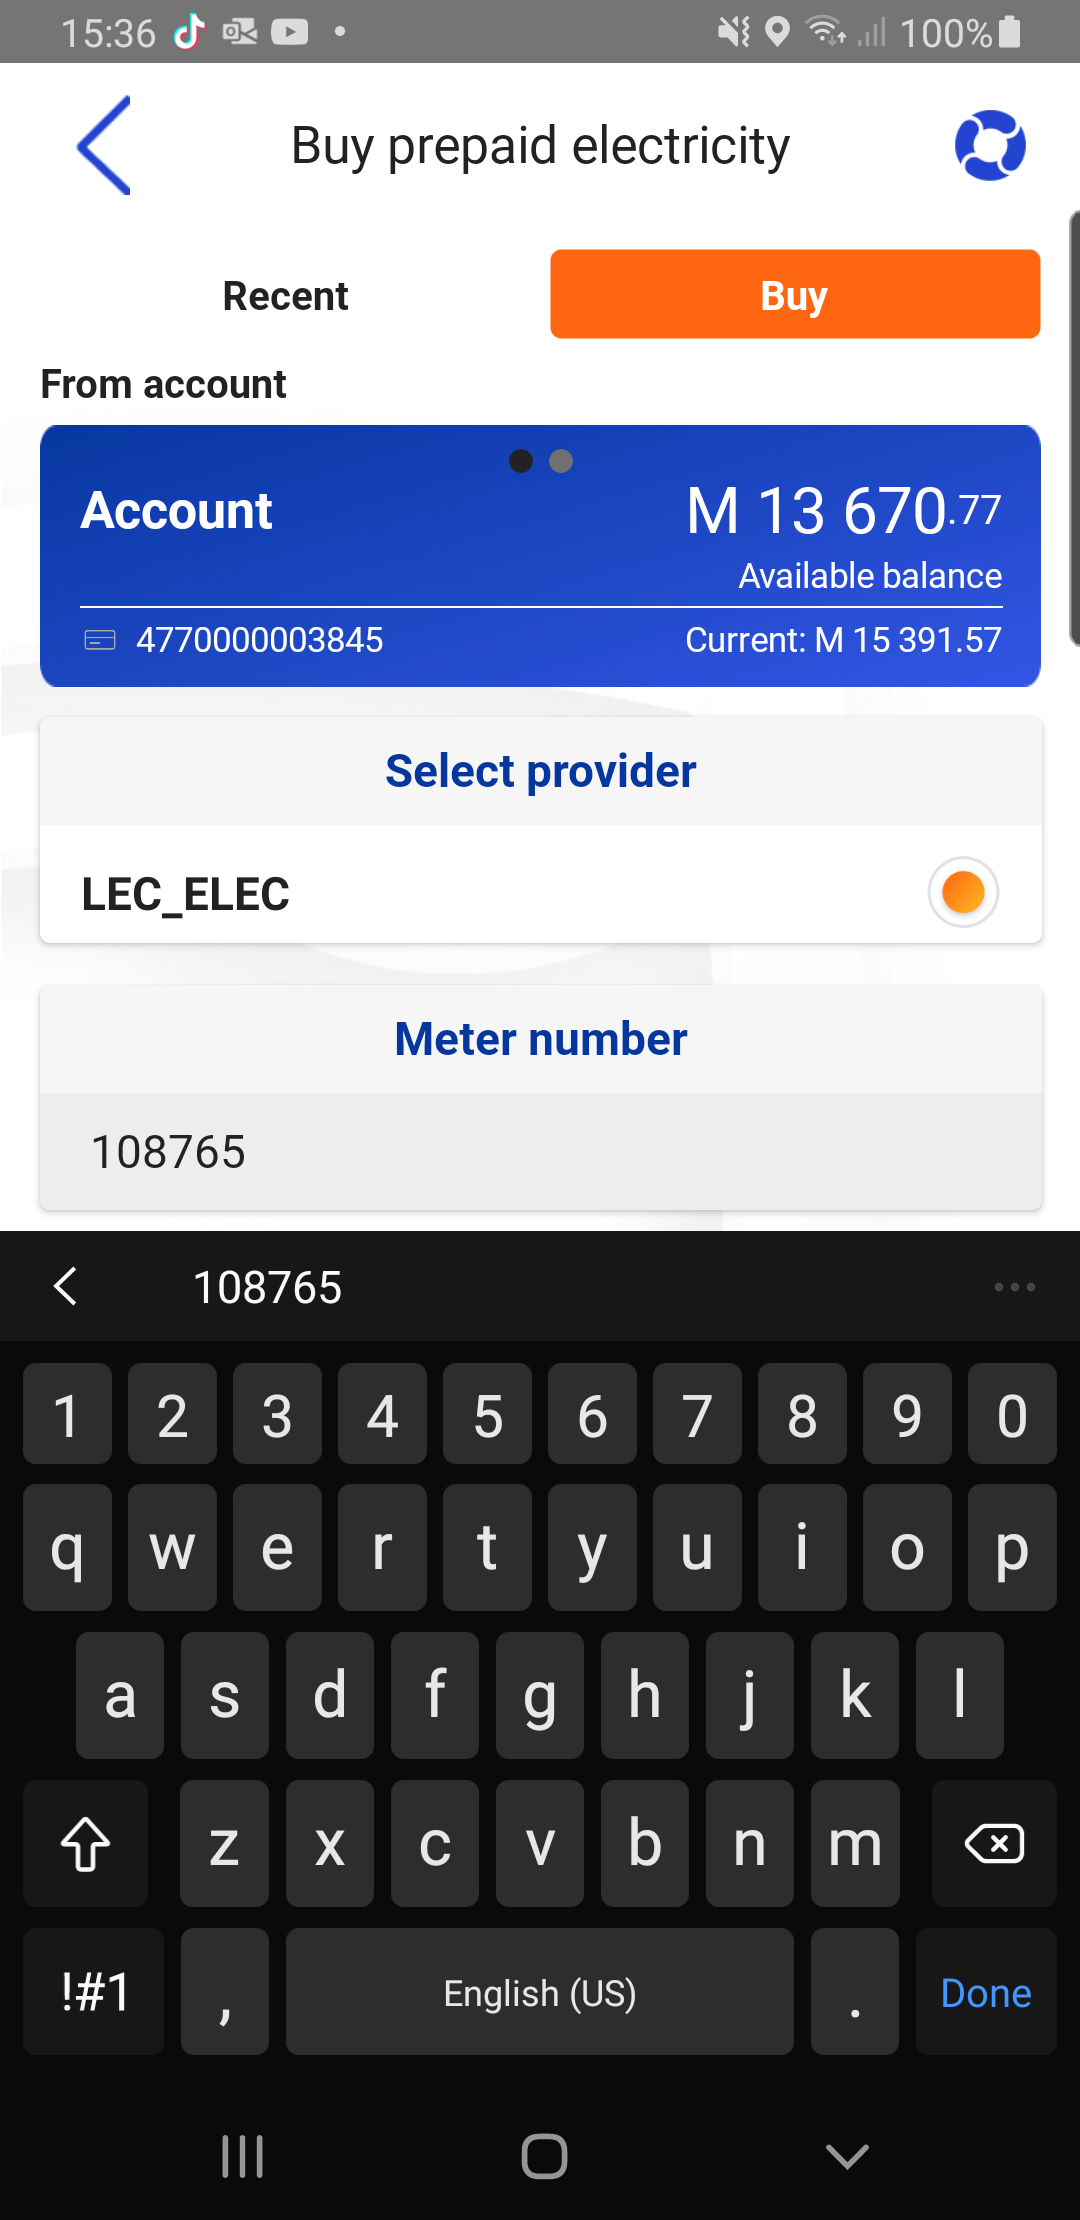 15:36 100%
Buy prepaid electricity
Recent Buy
From account
Account M 13 670.77
Available balance
4770000003845 Current: M 15 391.57
Select provider
LEC_ELEC
Meter number
108765
108765
1 2 3 4 5 6 7 8 9 0
q w e r t y u i o p
a s d f g h j k l
z x c v b n m
!#1 , English (US) . Done